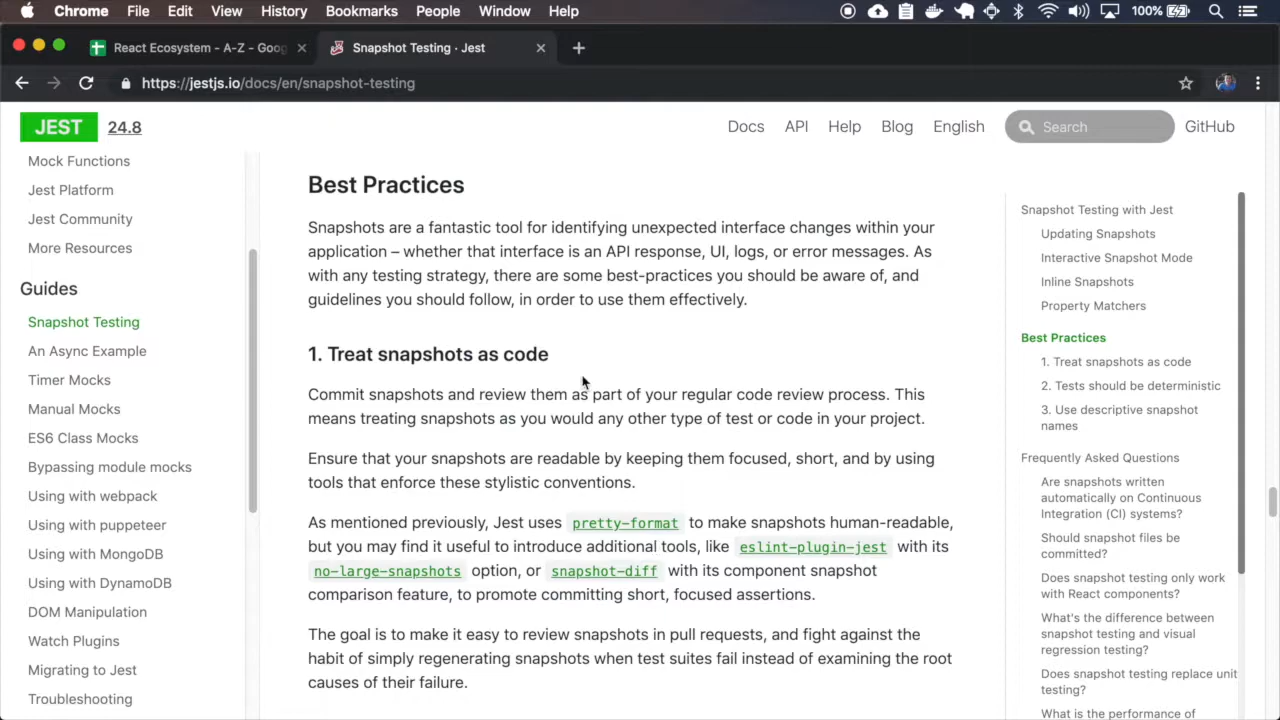 Chrome File Edit View History Bookmarks People Window Help 100%
React Ecosystem - A-Z - Goog
Snapshot Testing · Jest
https://jestjs.io/docs/en/snapshot-testing
JEST 24.8
Docs API Help Blog English Search GitHub
Mock Functions
Jest Platform
Jest Community
More Resources
Guides
Snapshot Testing
An Async Example
Timer Mocks
Manual Mocks
ES6 Class Mocks
Bypassing module mocks
Using with webpack
Using with puppeteer
Using with MongoDB
Using with DynamoDB
DOM Manipulation
Watch Plugins
Migrating to Jest
Troubleshooting
Best Practices
Snapshots are a fantastic tool for identifying unexpected interface changes within your
application – whether that interface is an API response, UI, logs, or error messages. As
with any testing strategy, there are some best-practices you should be aware of, and
guidelines you should follow, in order to use them effectively.
1. Treat snapshots as code
Commit snapshots and review them as part of your regular code review process. This
means treating snapshots as you would any other type of test or code in your project.
Ensure that your snapshots are readable by keeping them focused, short, and by using
tools that enforce these stylistic conventions.
As mentioned previously, Jest uses pretty-format to make snapshots human-readable,
but you may find it useful to introduce additional tools, like eslint-plugin-jest with its
no-large-snapshots option, or snapshot-diff with its component snapshot
comparison feature, to promote committing short, focused assertions.
The goal is to make it easy to review snapshots in pull requests, and fight against the
habit of simply regenerating snapshots when test suites fail instead of examining the root
causes of their failure.
Snapshot Testing with Jest
Updating Snapshots
Interactive Snapshot Mode
Inline Snapshots
Property Matchers
Best Practices
1. Treat snapshots as code
2. Tests should be deterministic
3. Use descriptive snapshot
names
Frequently Asked Questions
Are snapshots written
automatically on Continuous
Integration (CI) systems?
Should snapshot files be
committed?
Does snapshot testing only work
with React components?
What's the difference between
snapshot testing and visual
regression testing?
Does snapshot testing replace unit
testing?
What is the performance of